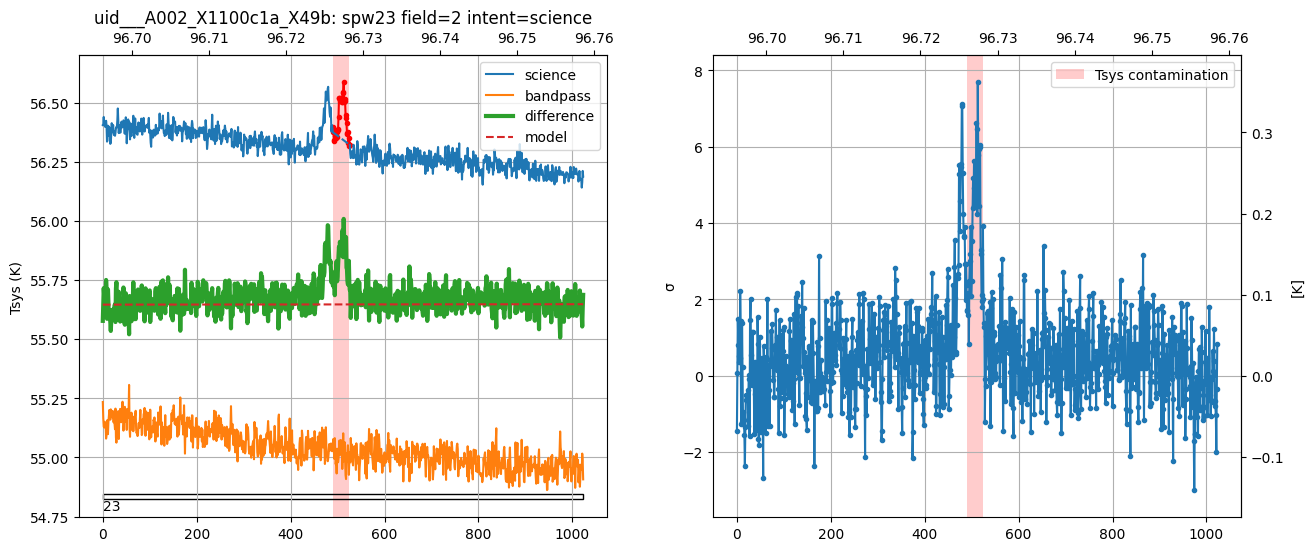 uid___A002_X1100c1a_X49b: spw23 field=2 intent=science
96.70 96.71 96.72 96.73 96.74 96.75 96.76
science
bandpass
difference
model
56.50
56.25
56.00
55.75
55.50
55.25
55.00
54.75
Tsys (K)
23
0 200 400 600 800 1000
96.70 96.71 96.72 96.73 96.74 96.75 96.76
Tsys contamination
8
6
4
2
0
−2
σ
0.3
0.2
0.1
0.0
−0.1
[K]
0 200 400 600 800 1000